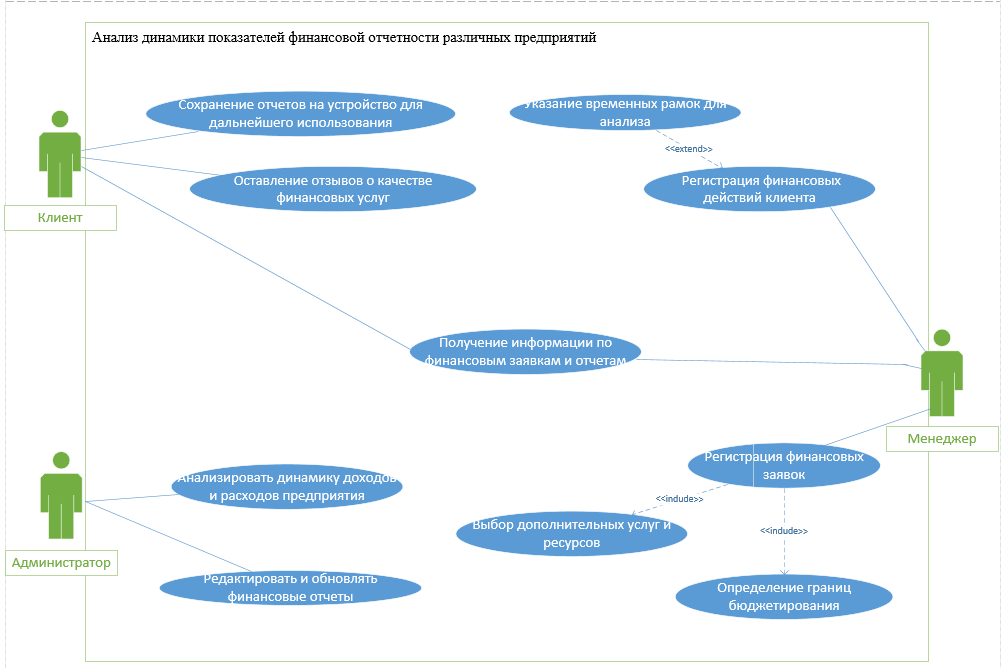 Анализ динамики показателей финансовой отчетности различных предприятий
Сохранение отчетов на устройство для
дальнейшего использования
Указание временных рамок для
анализа
<<extend>>
Оставление отзывов о качестве
финансовых услуг
Регистрация финансовых
действий клиента
Клиент
Получение информации по
финансовым заявкам и отчетам
Менеджер
Регистрация финансовых
заявок
Анализировать динамику доходов
и расходов предприятия
<<indude>>
Выбор дополнительных услуг и
ресурсов
<<indude>>
Администратор
Редактировать и обновлять
финансовые отчеты
Определение границ
бюджетирования